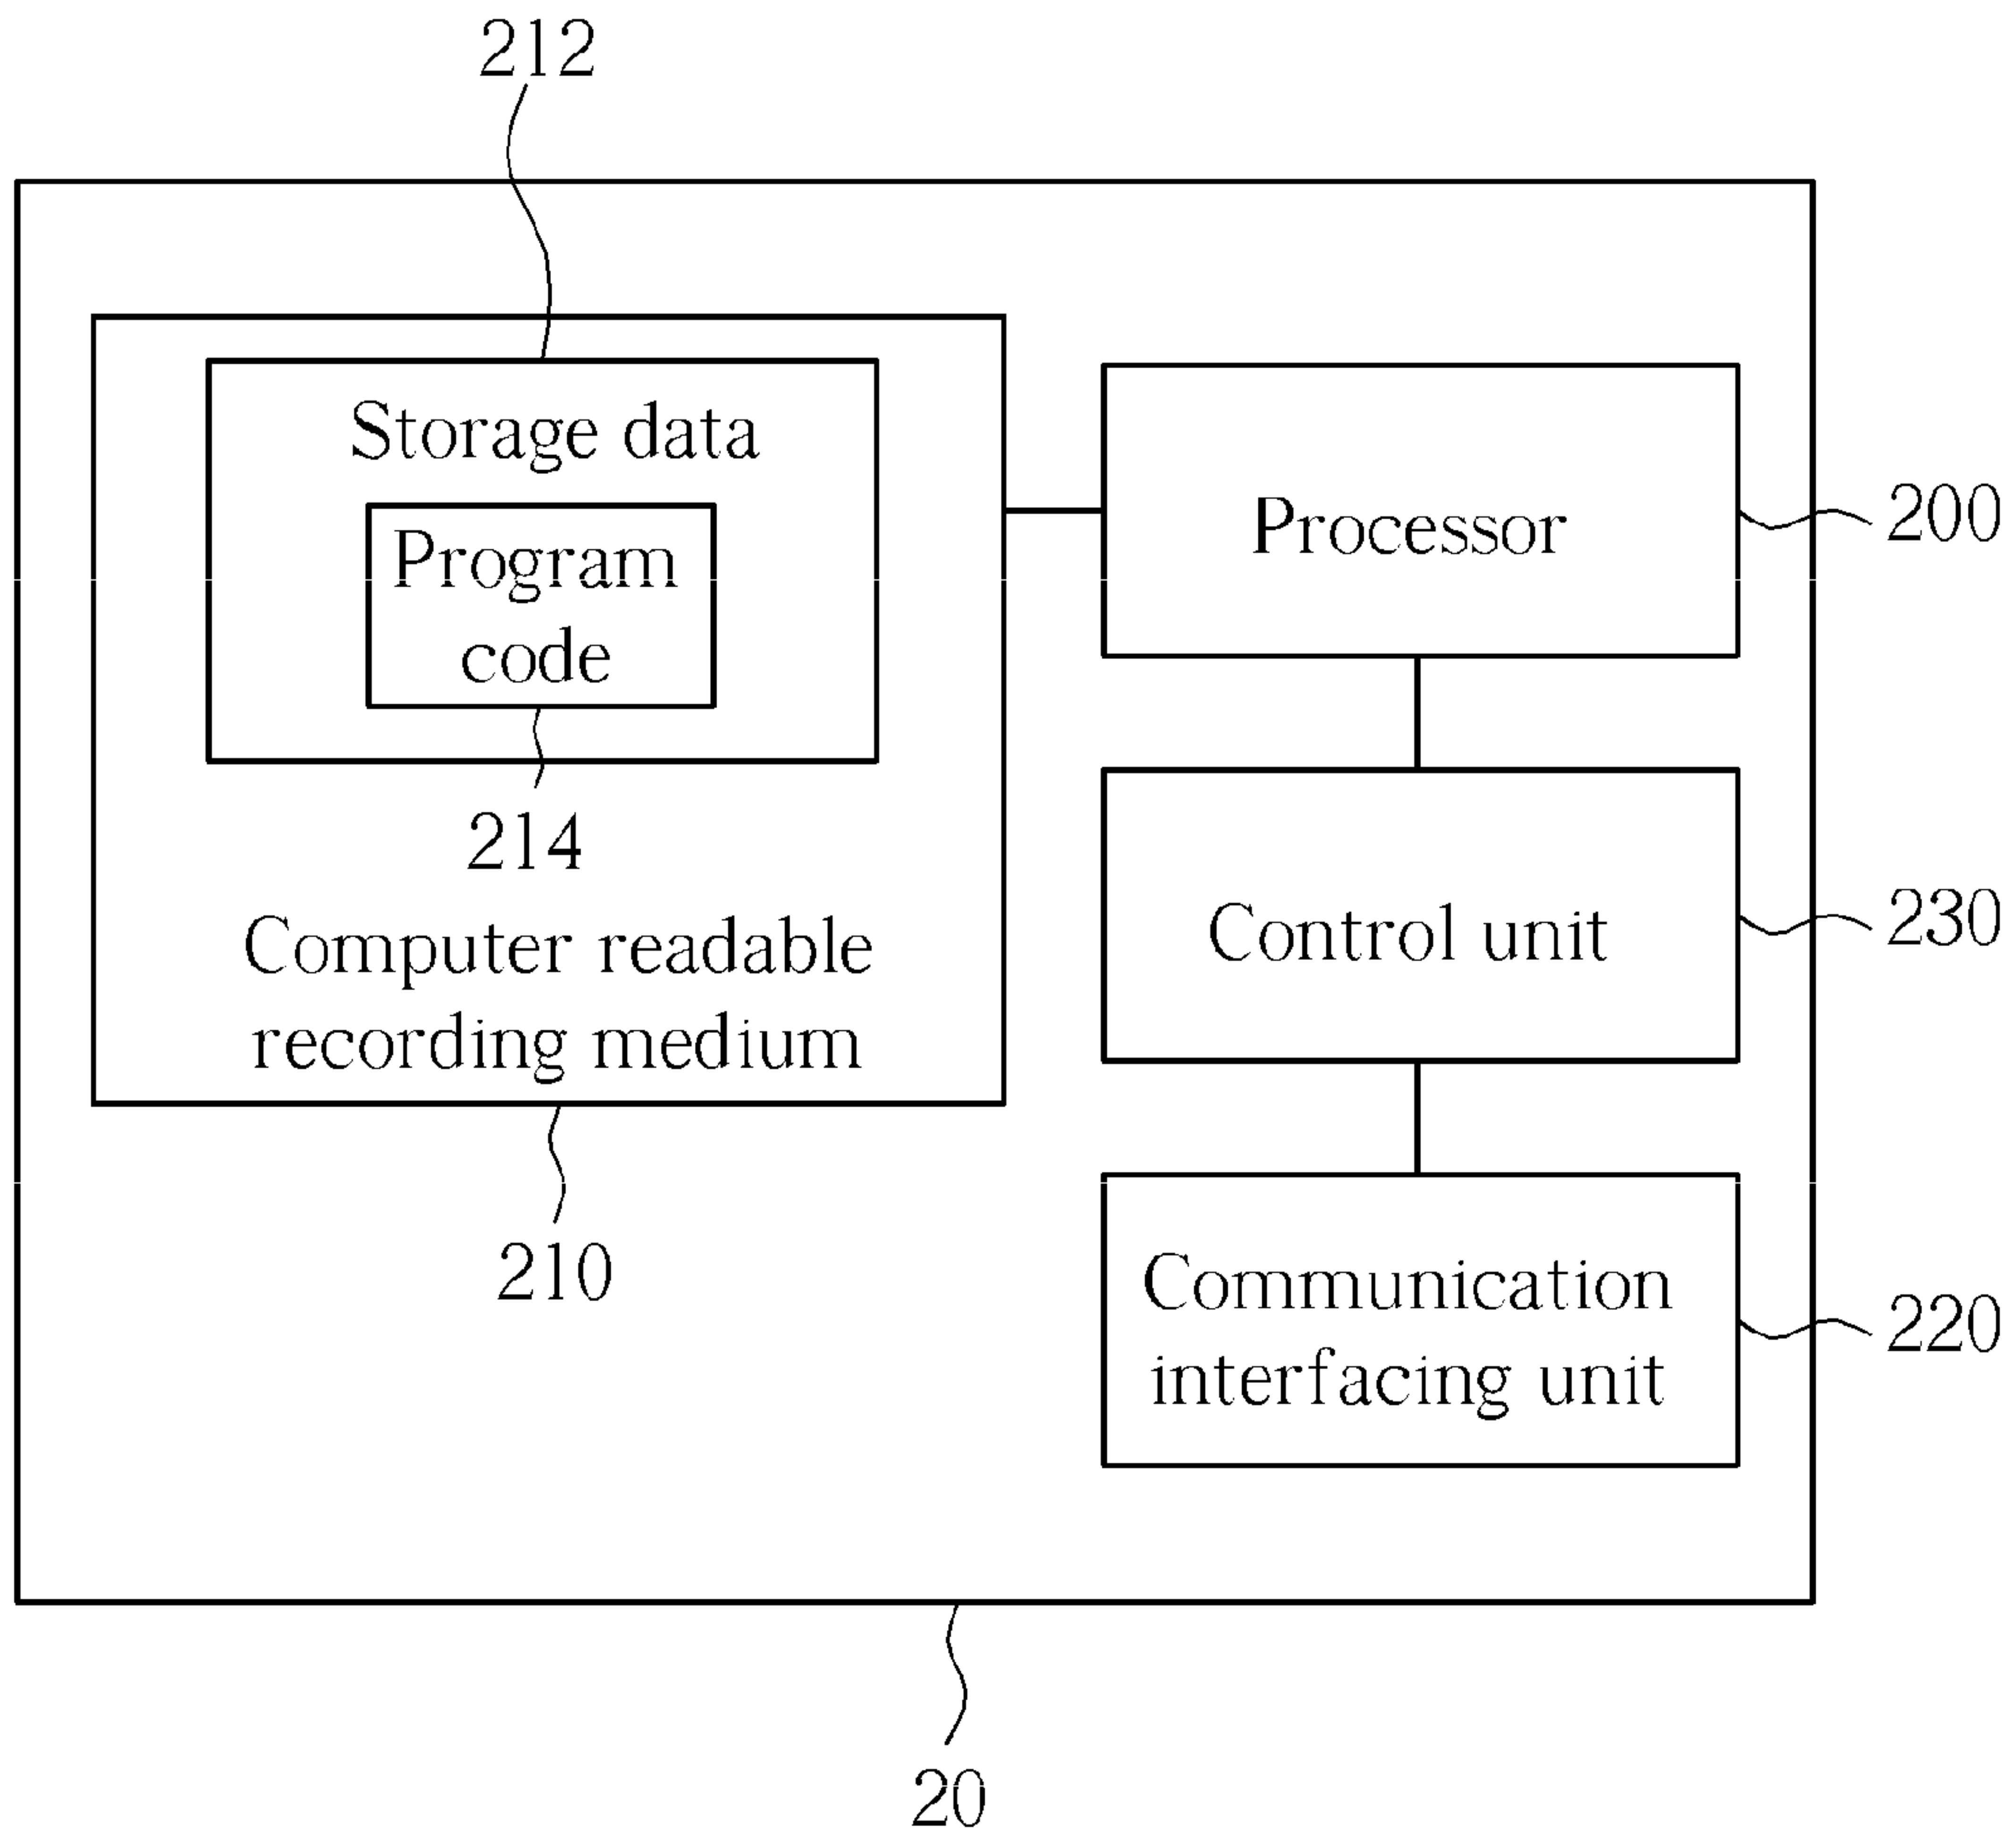 212
Storage data
Program
code
214
Computer readable
recording medium
210
Processor
200
Control unit
230
Communication
interfacing unit
220
20